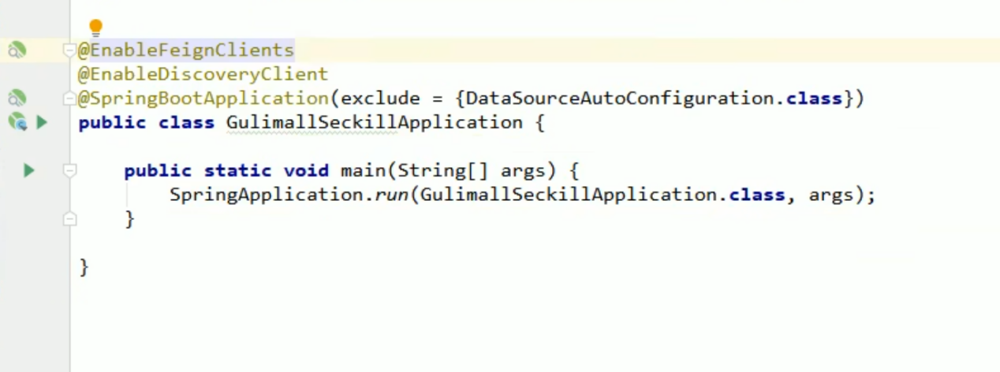 @EnableFeignClients
@EnableDiscoveryClient
@SpringBootApplication(exclude = {DataSourceAutoConfiguration.class})
public class GulimallSeckillApplication {
public static void main(String[] args) {
SpringApplication.run(GulimallSeckillApplication.class, args);
}
}